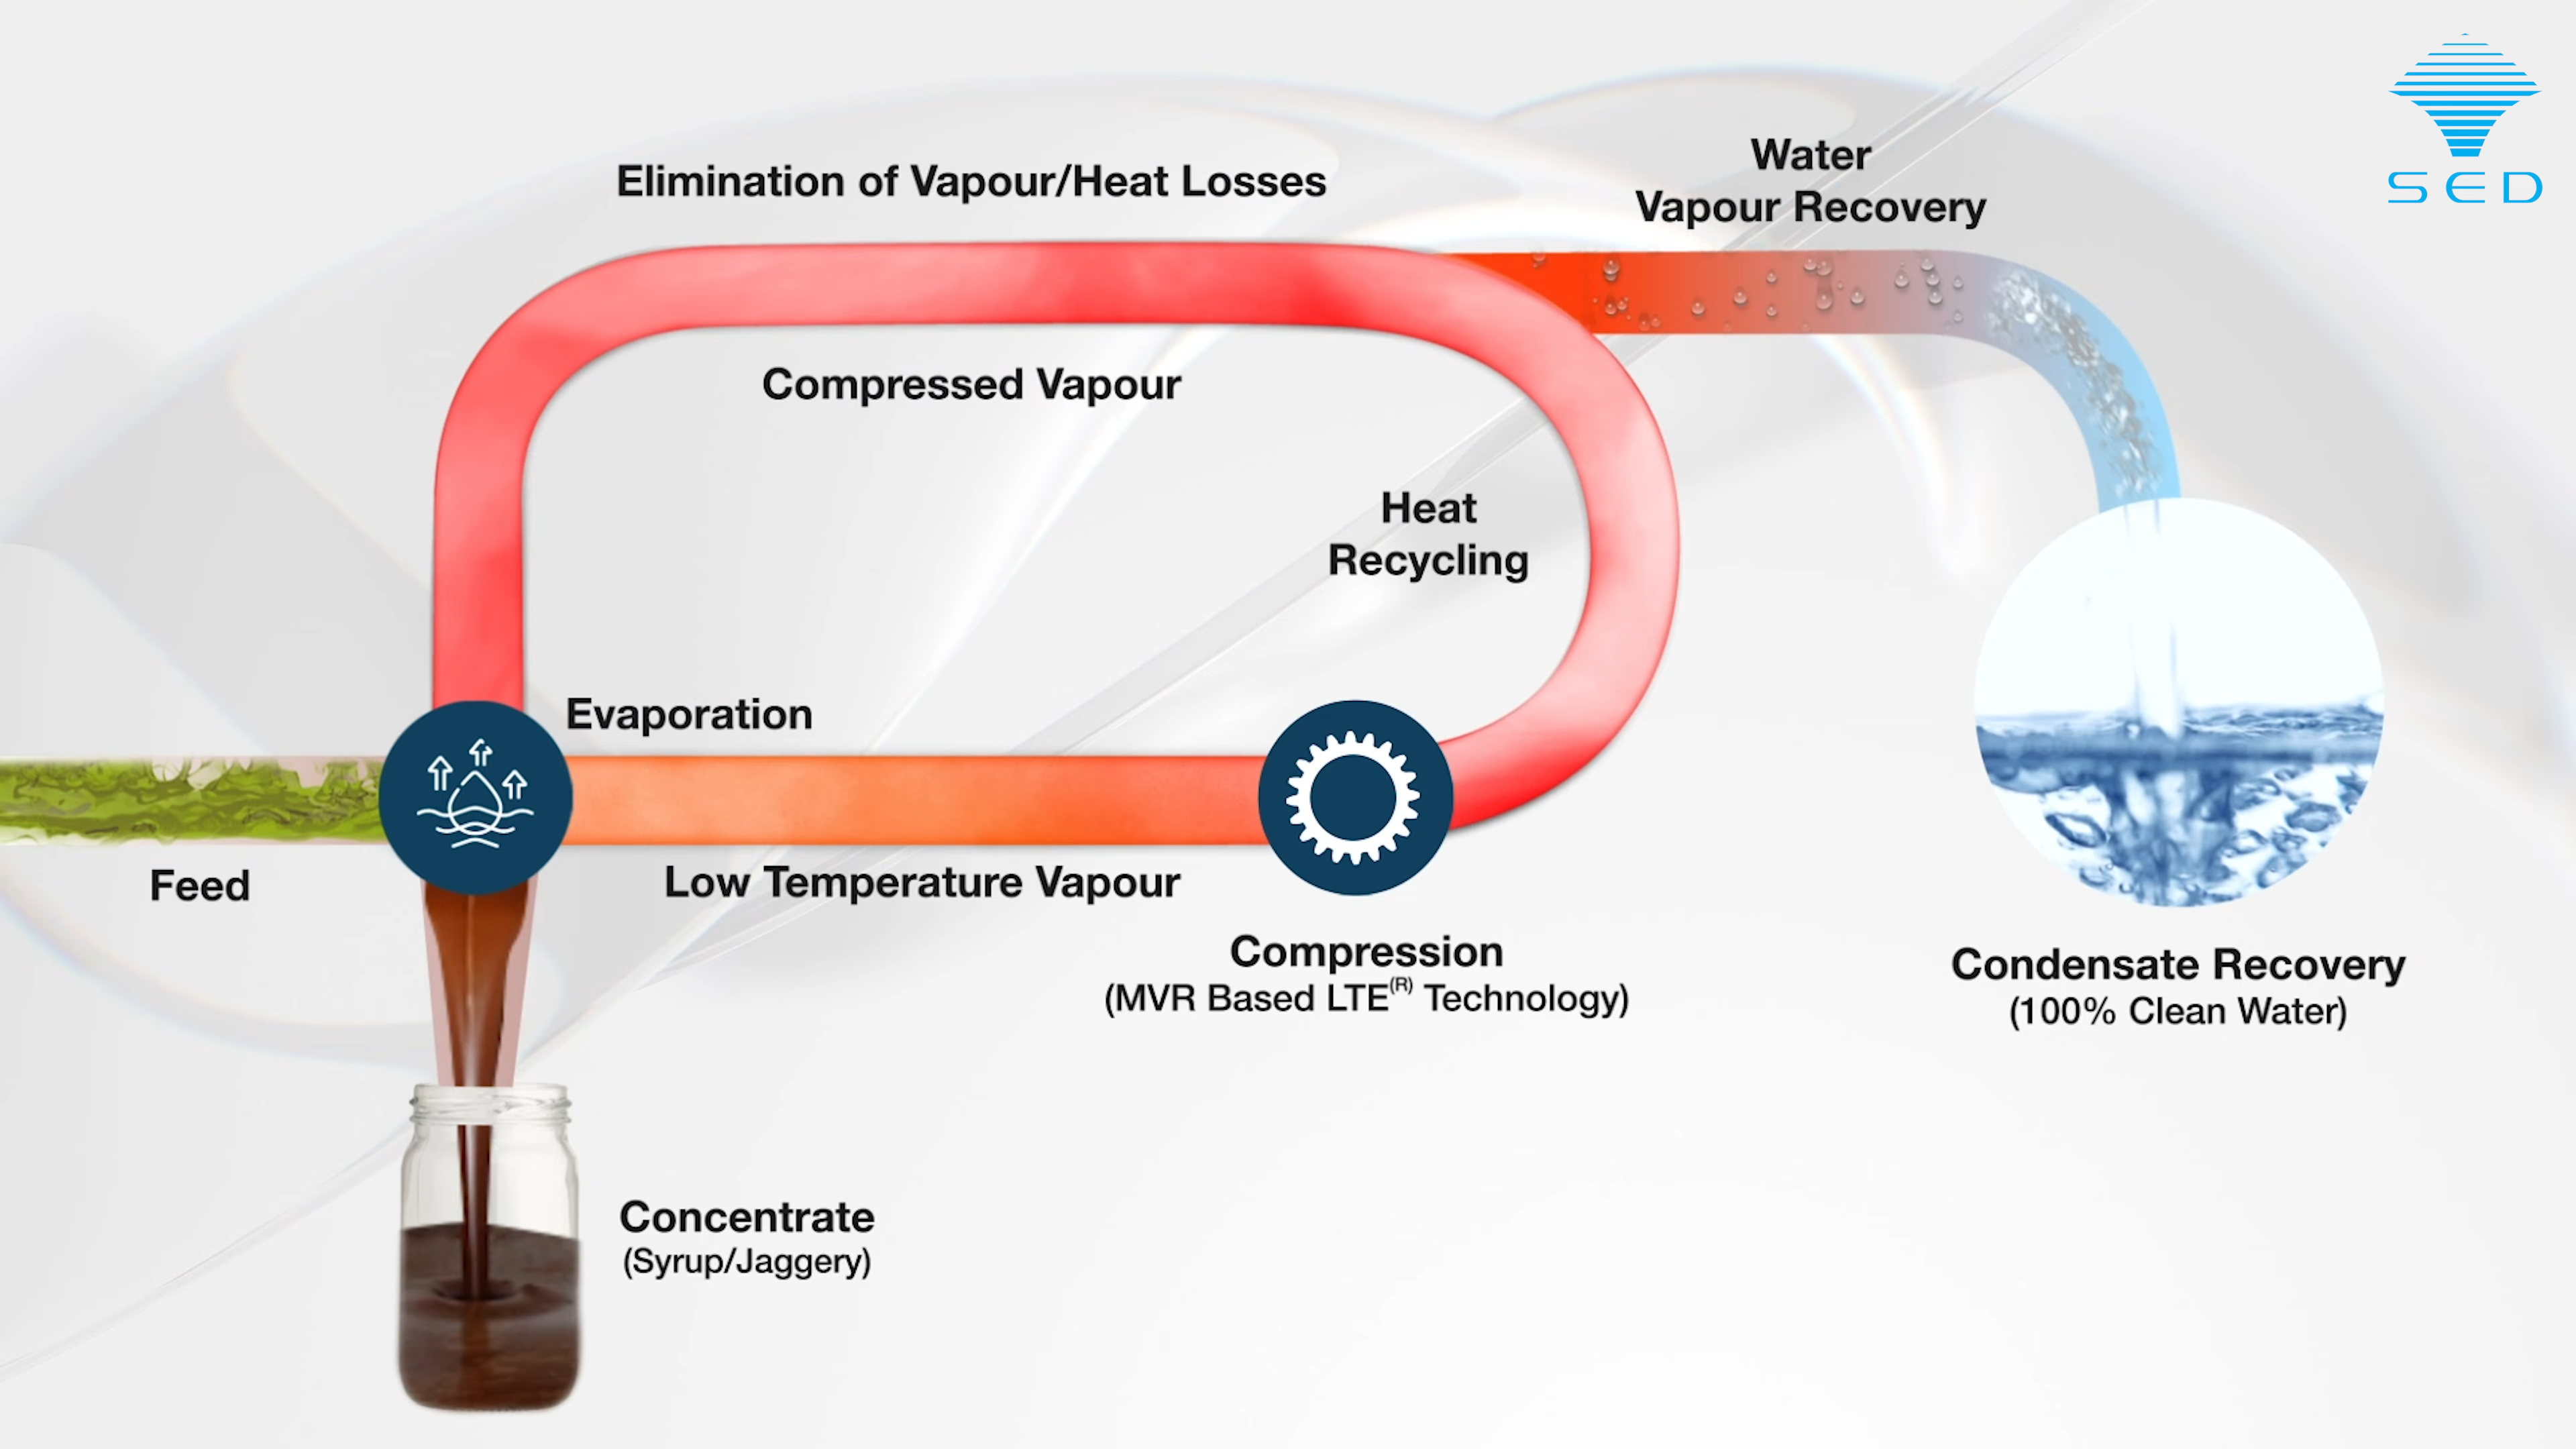 SED
Elimination of Vapour/Heat Losses
Water
Vapour Recovery
Compressed Vapour
Heat
Recycling
Evaporation
Feed
Low Temperature Vapour
Compression
(MVR Based LTE(R) Technology)
Condensate Recovery
(100% Clean Water)
Concentrate
(Syrup/Jaggery)